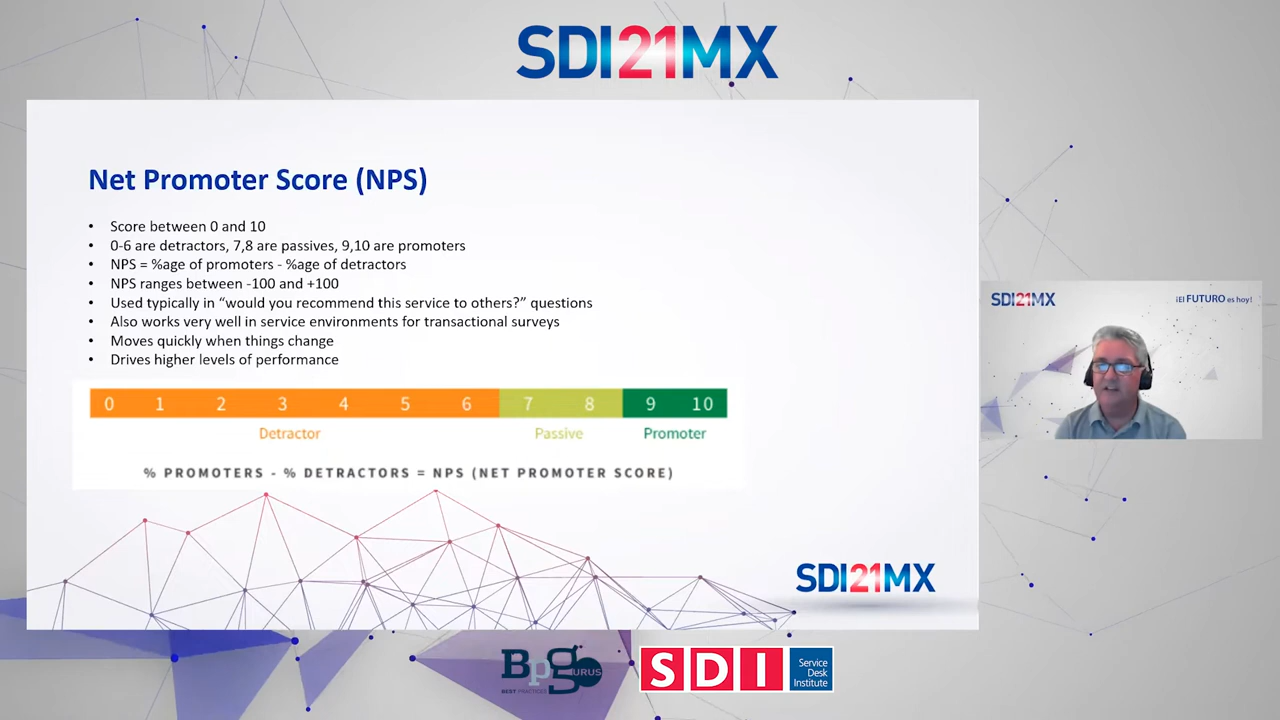 SDI21MX
Net Promoter Score (NPS)
• Score between 0 and 10
• 0-6 are detractors, 7,8 are passives, 9,10 are promoters
• NPS = %age of promoters - %age of detractors
• NPS ranges between -100 and +100
• Used typically in “would you recommend this service to others?” questions
• Also works very well in service environments for transactional surveys
• Moves quickly when things change
• Drives higher levels of performance
0 1 2 3 4 5 6 7 8 9 10
Detractor Passive Promoter
% PROMOTERS - % DETRACTORS = NPS (NET PROMOTER SCORE)
SDI21MX
SDI21MX
¡El FUTURO es hoy!
BpGURUS
BEST PRACTICES
SDI
Service
Desk
Institute